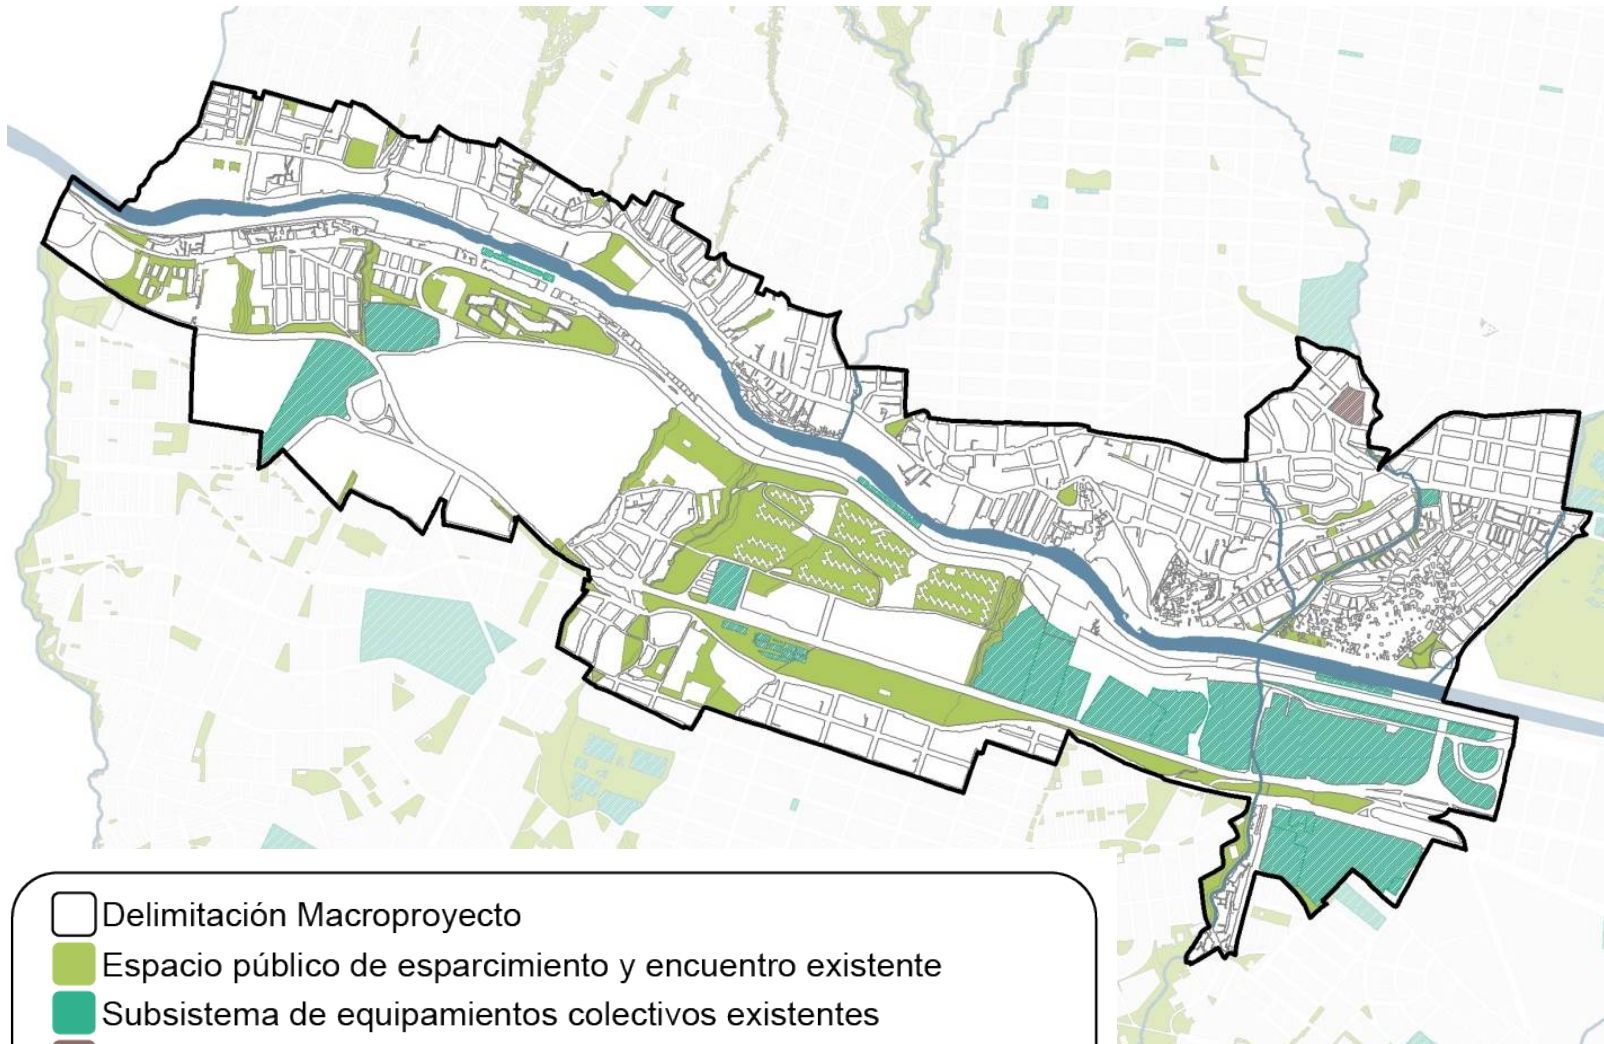 Delimitación Macroproyecto
Espacio público de esparcimiento y encuentro existente
Subsistema de equipamientos colectivos existentes